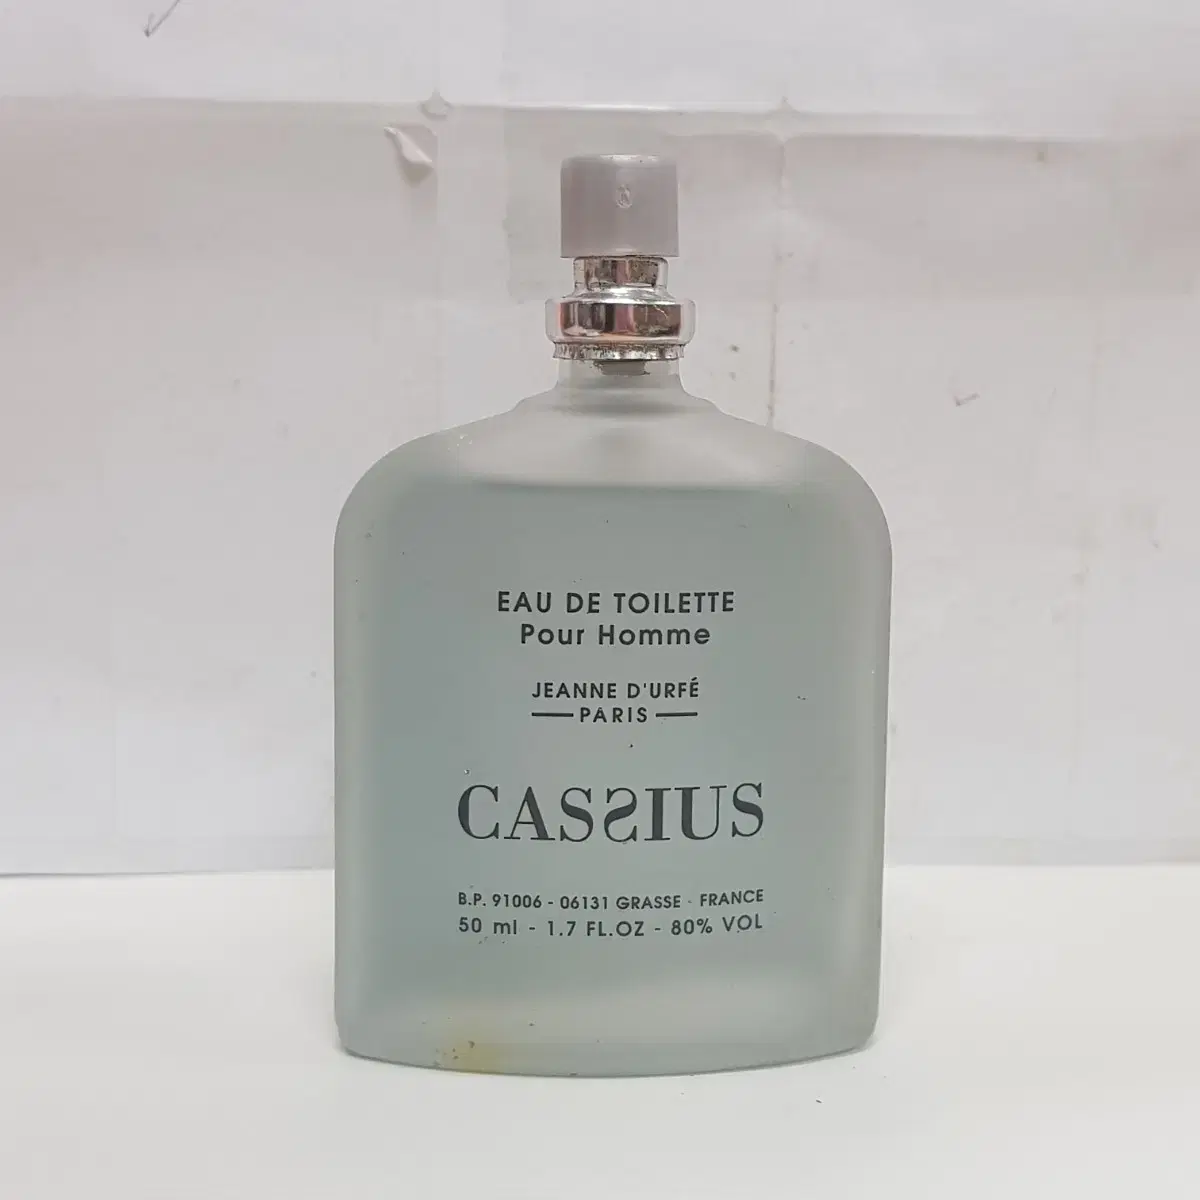 EAU DE TOILETTE
Pour Homme
JEANNE D'URFÉ
PARIS
CASSIUS
B.P. 91006 - 06131 GRASSE - FRANCE
50 ml - 1.7 FL.OZ - 80% VOL